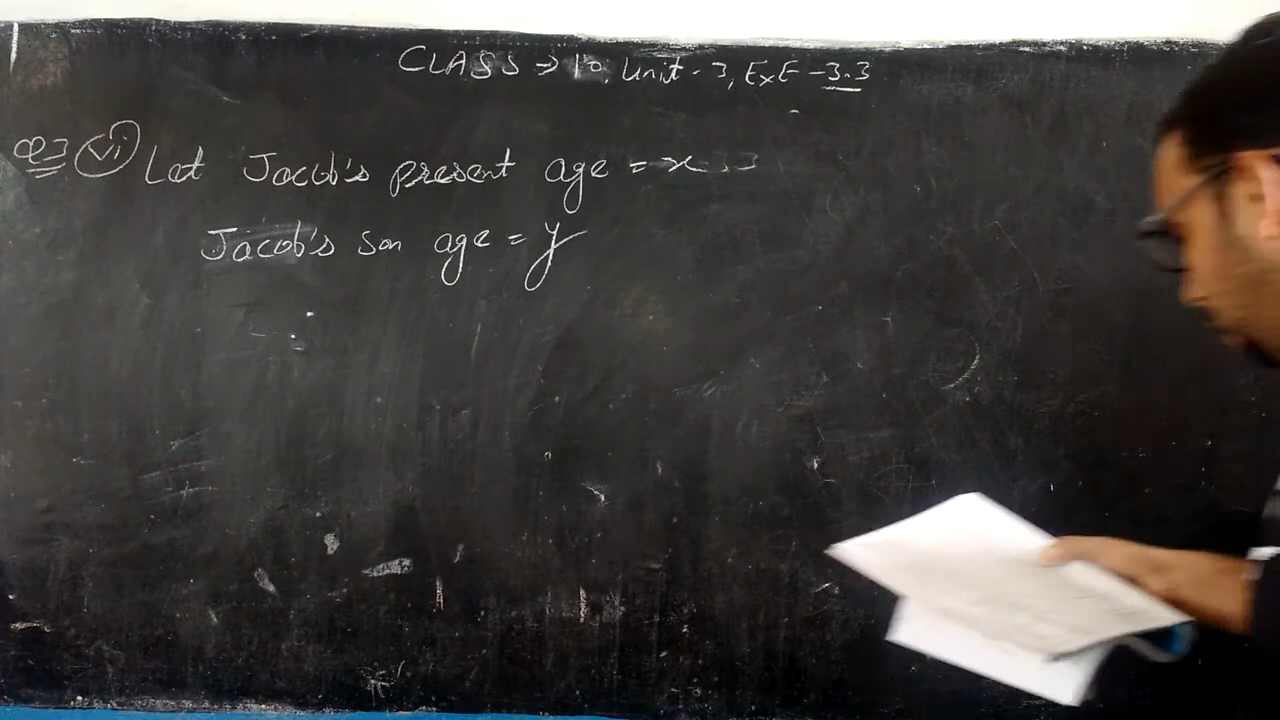 CLASS → 10, Unit - 3, ExE - 3.3
Q3 (vi) Let Jacob's present age = x
Jacob's son age = y